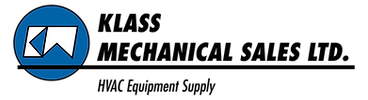 KLASS
MECHANICAL SALES LTD.
HVAC Equipment Supply